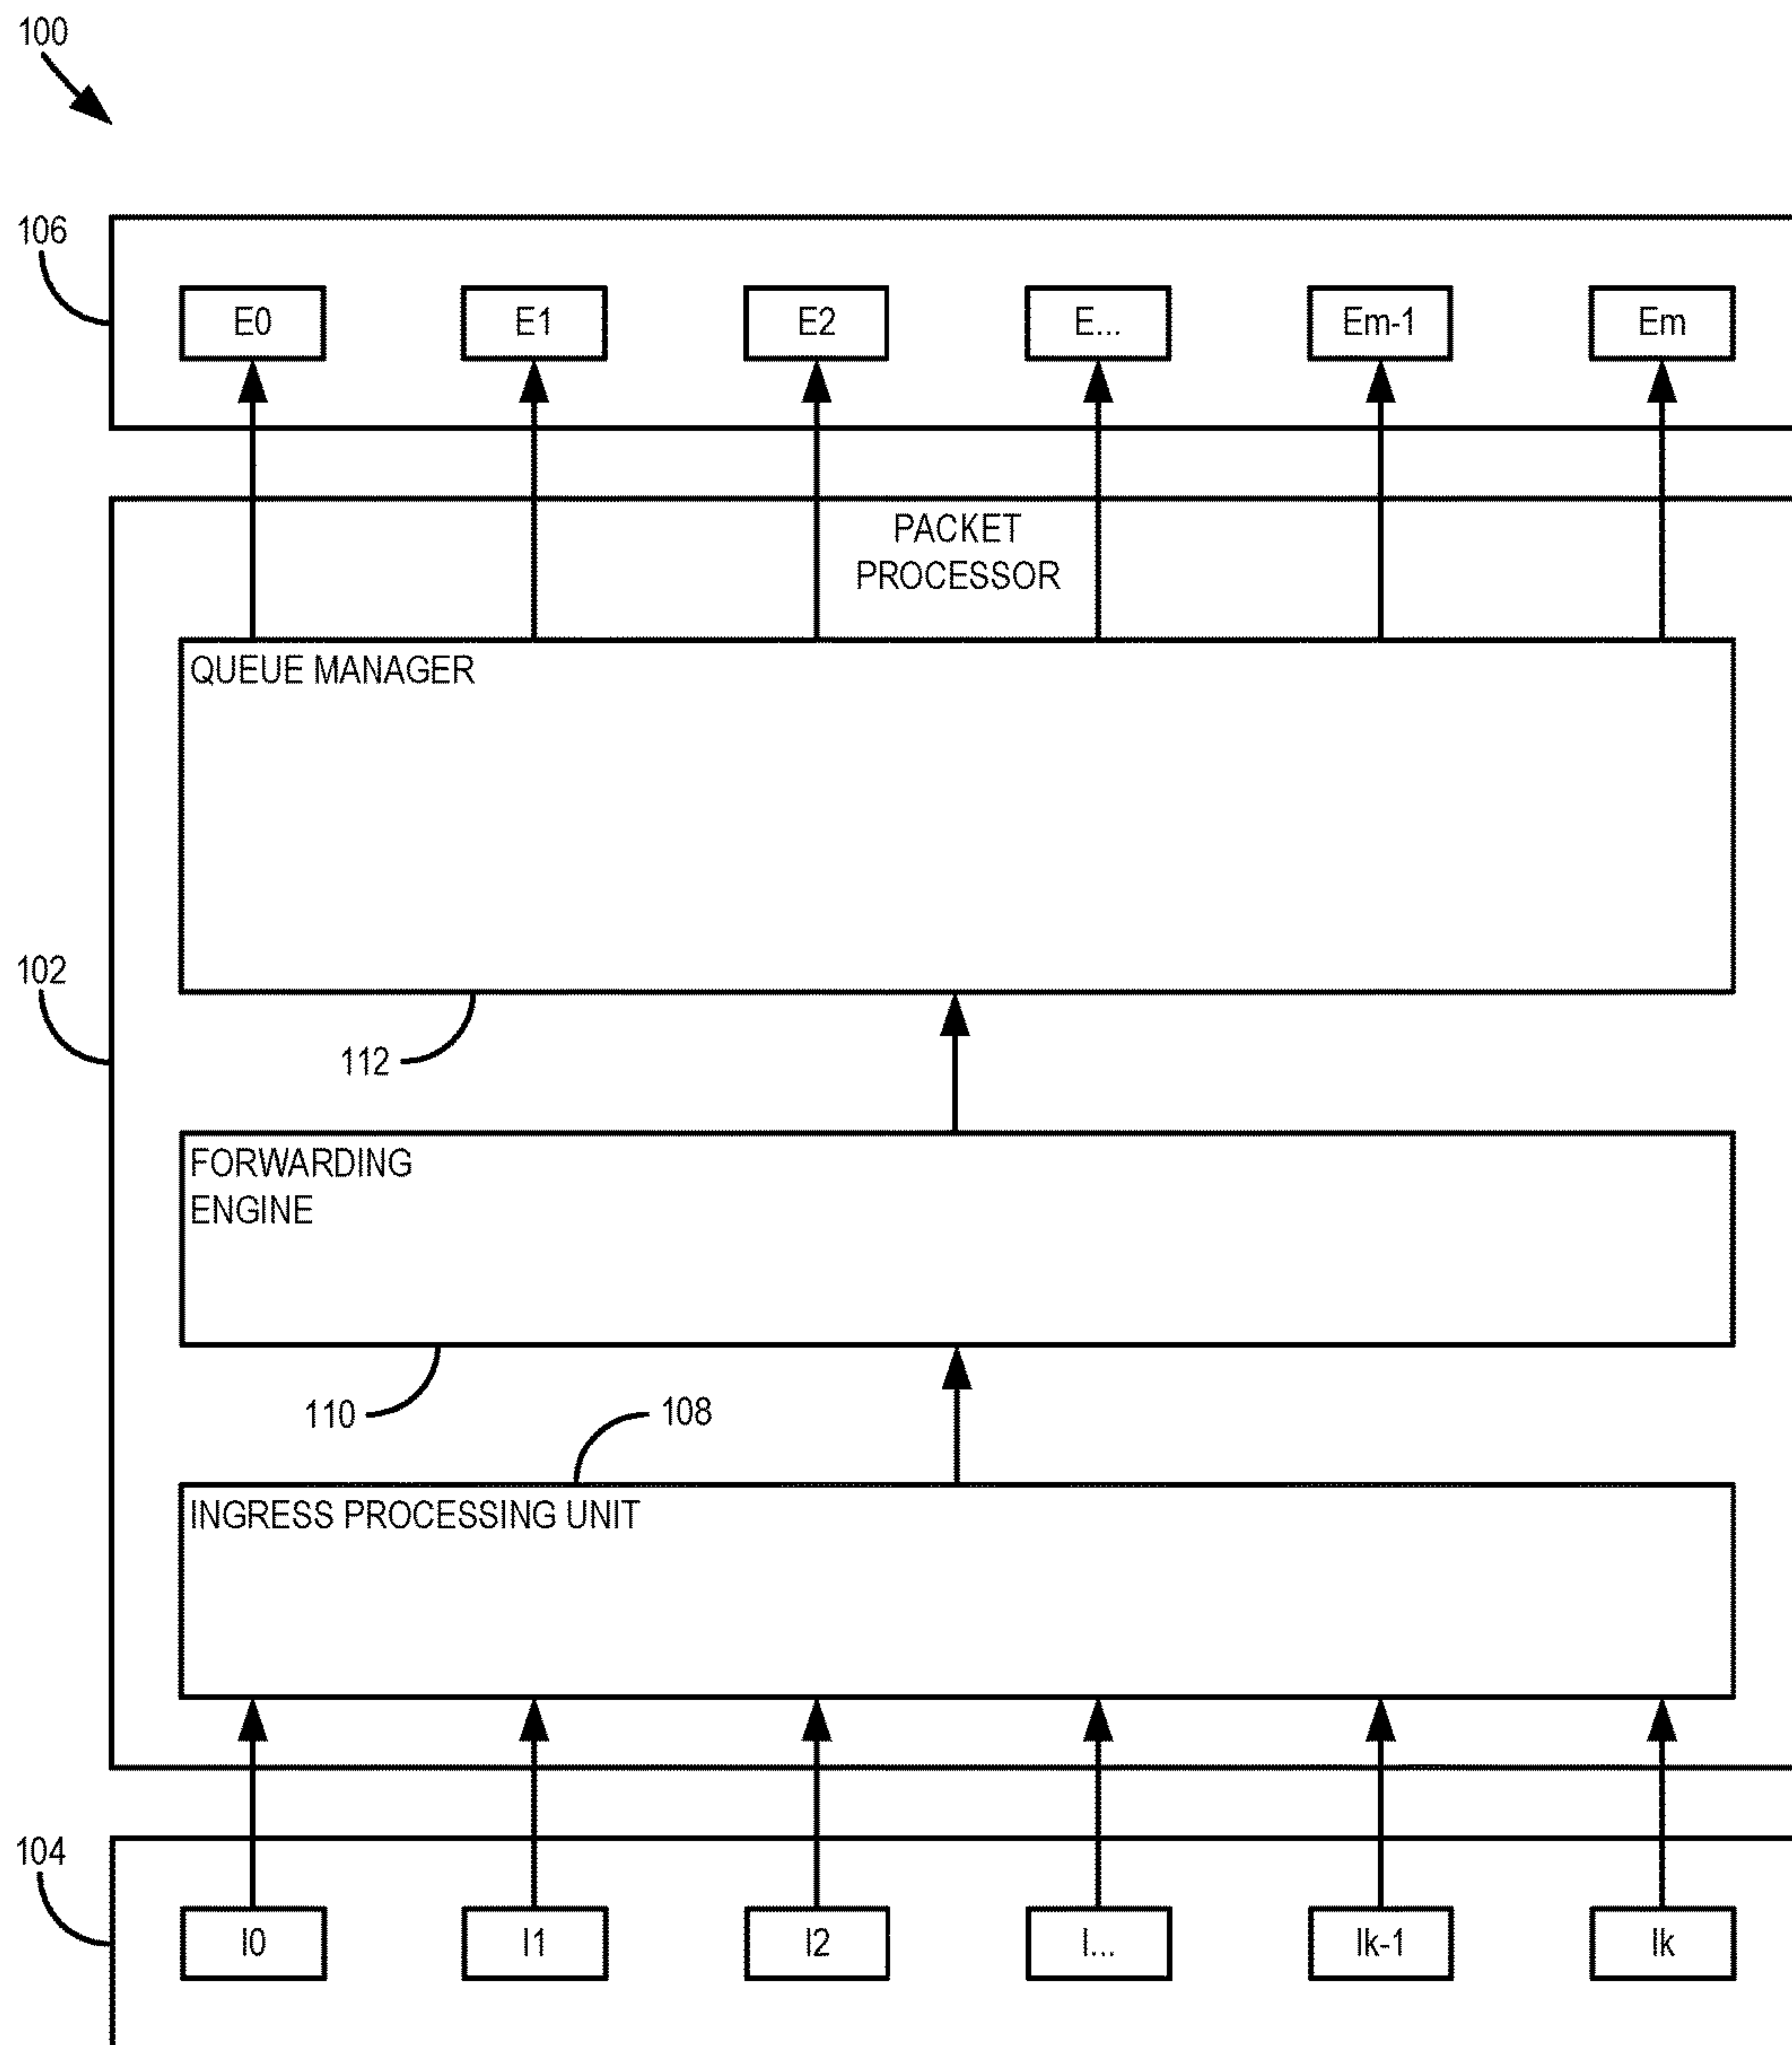 100
106
E0 E1 E2 E... Em-1 Em
PACKET
PROCESSOR
QUEUE MANAGER
102
112
FORWARDING
ENGINE
110
108
INGRESS PROCESSING UNIT
104
I0 I1 I2 I... Ik-1 Ik